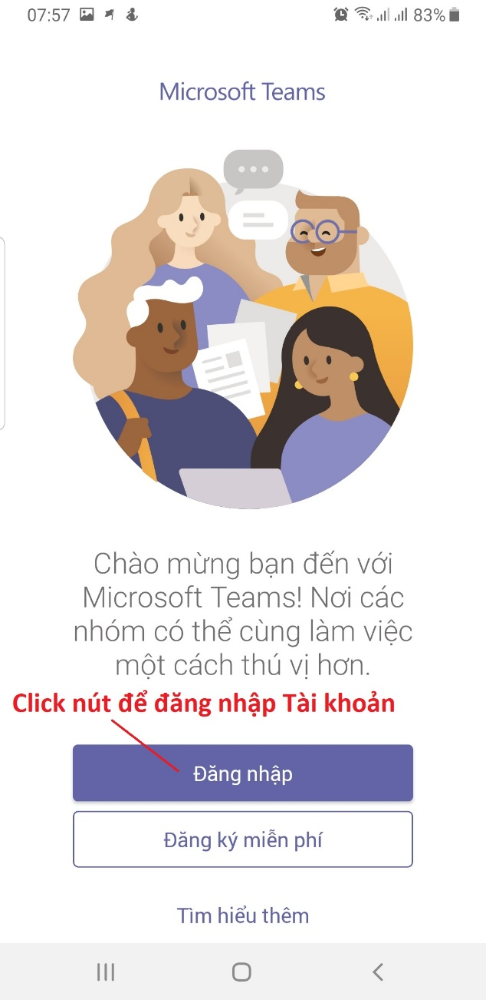 07:57
83%
Microsoft Teams
Chào mừng bạn đến với
Microsoft Teams! Nơi các
nhóm có thể cùng làm việc
một cách thú vị hơn.
Click nút để đăng nhập Tài khoản
Đăng nhập
Đăng ký miễn phí
Tìm hiểu thêm